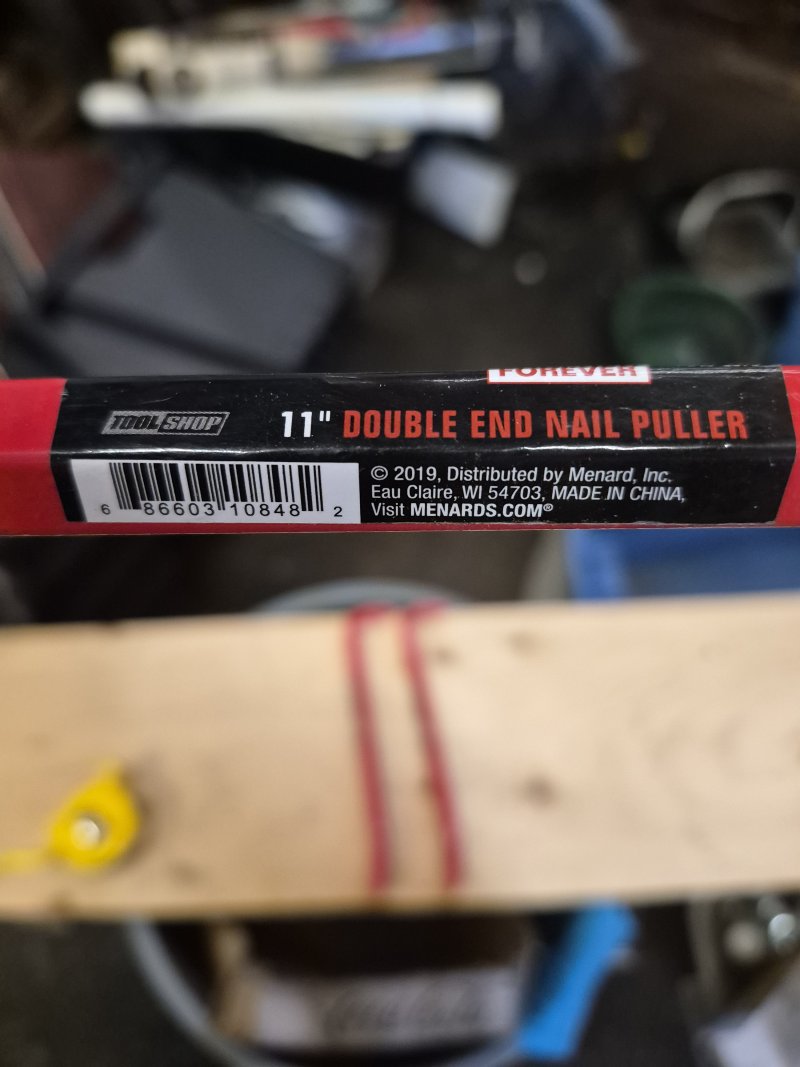 FOREVER
TOOL SHOP
11" DOUBLE END NAIL PULLER
© 2019, Distributed by Menard, Inc.
Eau Claire, WI 54703, MADE IN CHINA,
Visit MENARDS.COM®
6 86603 10848 2